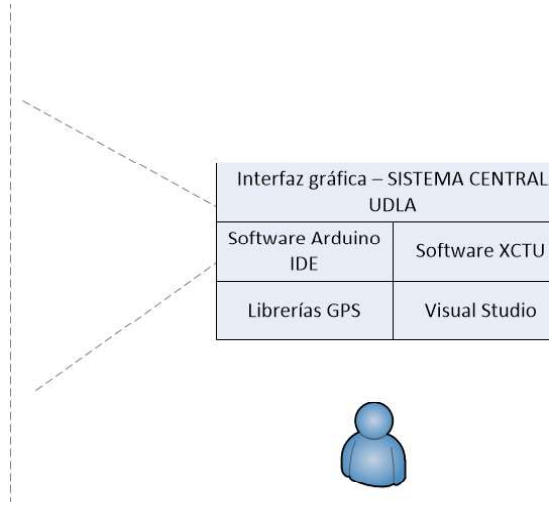 Interfaz gráfica – SISTEMA CENTRAL
UDLA
Software Arduino
IDE
Software XCTU
Librerías GPS
Visual Studio